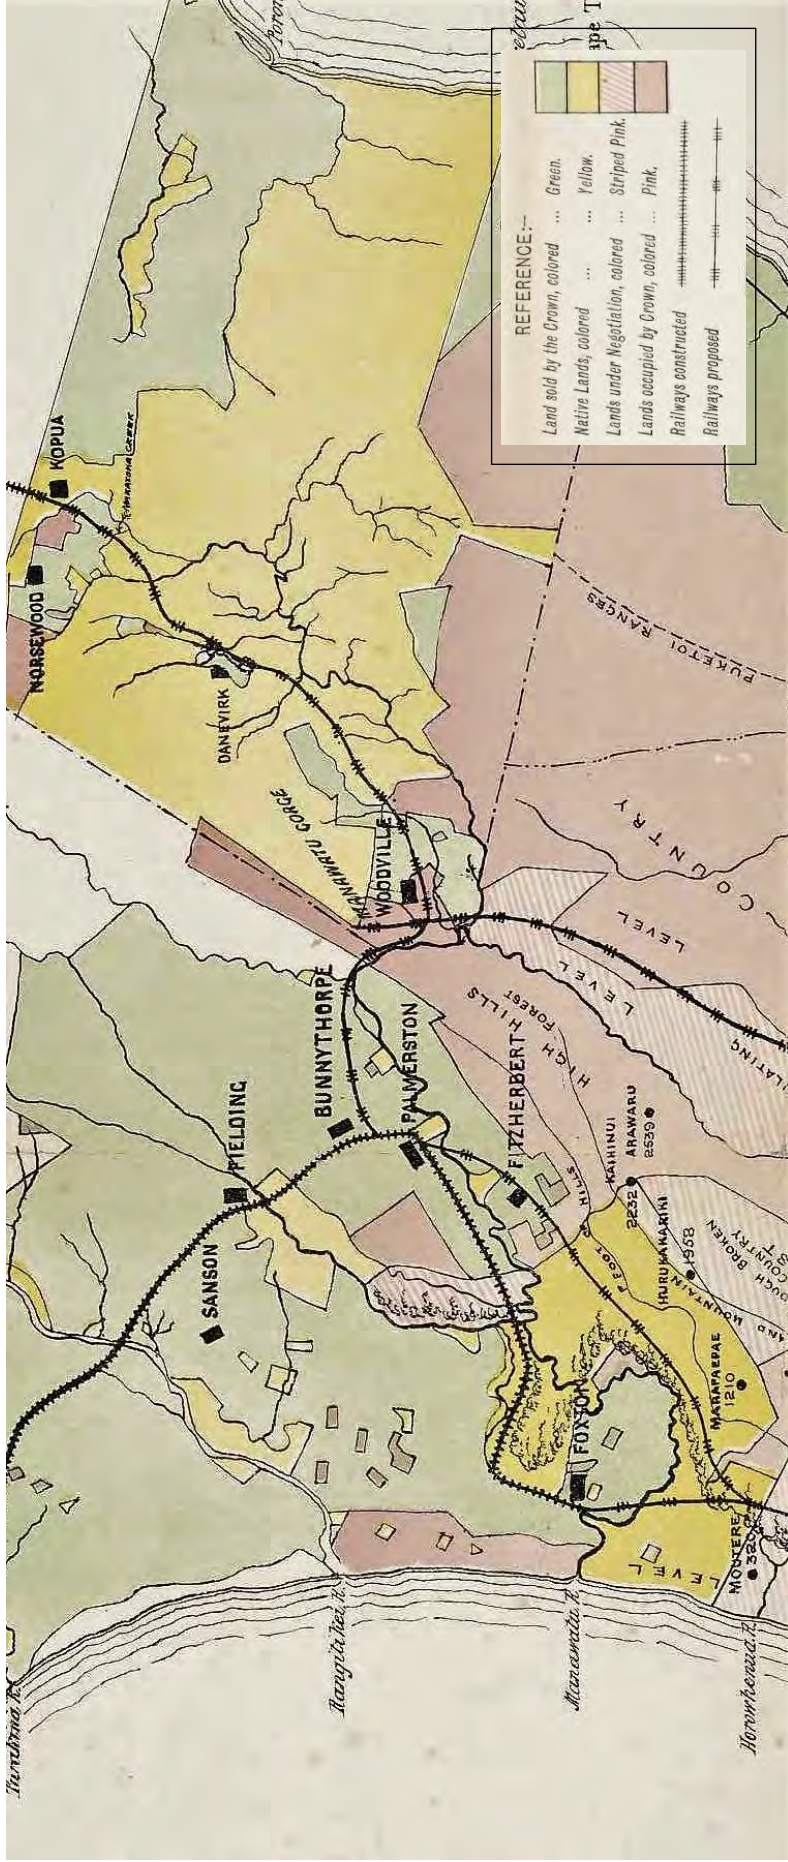 KOPUA
NORSEWOOD
DANEVIRK
MANAWATU GORGE
WOODVILLE
BUNNYTHORPE
PALMERSTON
FIELDING
SANSON
FITZHERBERT
FOXTON
MOUTERE
320
LEVEL
MARAPAEPAE
1210
HURUKAKARIKI
1958
2232
KAIHINUI
ARAWARU
2539
FOOT OF HILLS
MOUNTAIN
BROKEN
COUNTRY
HIGH HILLS
FOREST
LEVEL
LEVEL
COUNTRY
PUKETOI RANGES
Rangitikei R.
Manawatu R.
Horowhenua R.
REFERENCE:—
Land sold by the Crown, colored ... Green.
Native Lands, colored ... ... Yellow.
Lands under Negotiation, colored ... Striped Pink.
Lands occupied by Crown, colored ... Pink.
Railways constructed
Railways proposed